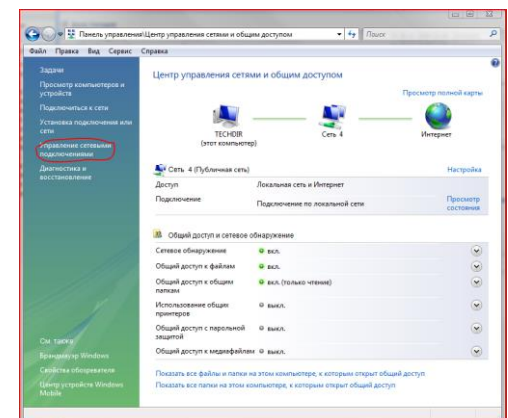 Панель управления\Центр управления сетями и общим доступом
Поиск
Файл Правка Вид Сервис Справка
Задачи
Просмотр компьютеров и
устройств
Подключиться к сети
Установка подключения или
сети
Управление сетевыми
подключениями
Диагностика и
восстановление
Центр управления сетями и общим доступом
Просмотр полной карты
TECHDIR
(этот компьютер)
Сеть 4
Интернет
Сеть 4 (Публичная сеть)
Настройка
Доступ
Локальная сеть и Интернет
Подключение
Подключение по локальной сети
Просмотр
состояния
Общий доступ и сетевое обнаружение
Сетевое обнаружение
вкл.
Общий доступ к файлам
вкл.
Общий доступ к общим
папкам
вкл. (только чтение)
Использование общих
принтеров
выкл.
Общий доступ с парольной
защитой
выкл.
Общий доступ к медиафайлам
выкл.
Показать все файлы и папки на этом компьютере, к которым открыт общий доступ
Показать все общие сетевые папки на этом компьютере, к которым открыт общий доступ
См. также
Брандмауэр Windows
Свойства обозревателя
Центр устройств Windows
Mobile